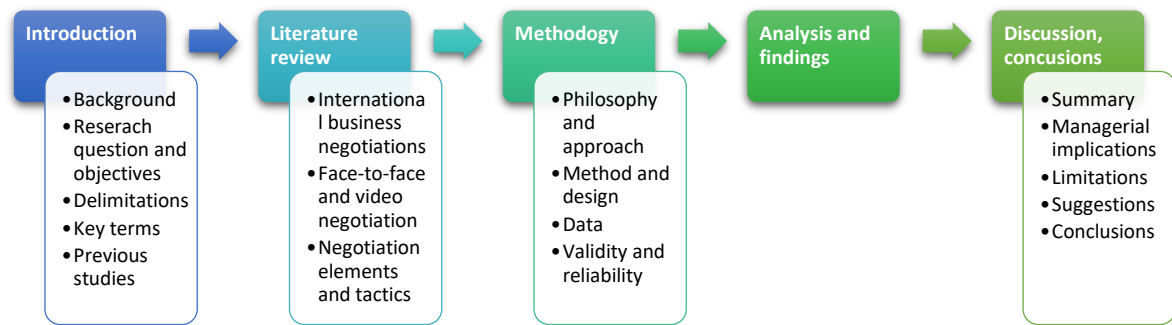 Introduction
• Background
• Reserach
question and
objectives
• Delimitations
• Key terms
• Previous
studies
Literature
review
• Internationa
l business
negotiations
• Face-to-face
and video
negotiation
• Negotiation
elements
and tactics
Methodogy
• Philosophy
and
approach
• Method and
design
• Data
• Validity and
reliability
Analysis and
findings
Discussion,
concusions
• Summary
• Managerial
implications
• Limitations
• Suggestions
• Conclusions